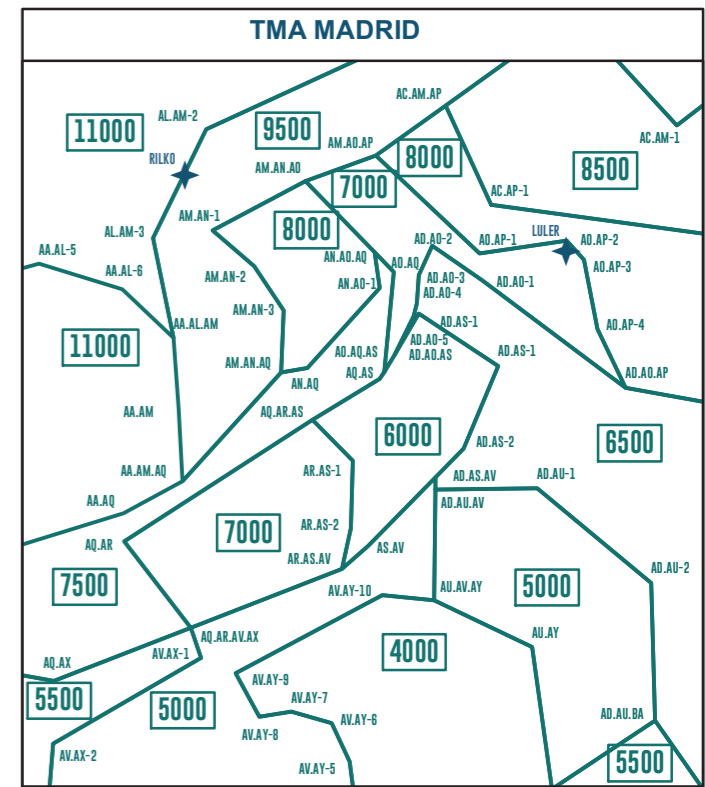 TMA MADRID
AC.AM.AP
AL.AM-2
11000
9500
AM.AO.AP
8000
AC.AM-1
RILKO
AM.AN.AO
7000
8500
AC.AP-1
AM.AN-1
8000
AL.AM-3
LULER
AD.AO-2
AO.AP-1
AO.AP-2
AA.AL-5
AN.AO.AQ
AO.AQ
AO.AP-3
AA.AL-6
AM.AN-2
AN.AO-1
AD.AO-3
AD.AO-1
AD.AO-4
AM.AN-3
AA.AL.AM
AD.AS-1
AO.AP-4
11000
AD.AO-5
AO.AQ.AS
AD.AO.AS
AD.AS-1
AM.AN.AQ
AQ.AS
AD.AO.AP
AN.AQ
AA.AM
AQ.AR.AS
6000
6500
AD.AS-2
AA.AM.AQ
AR.AS-1
AD.AS.AV
AD.AU-1
AA.AQ
AD.AU.AV
AR.AS-2
7000
AQ.AR
AS.AV
AR.AS.AV
AD.AU-2
7500
AV.AY-10
AU.AV.AY
5000
AQ.AR.AV.AX
AU.AY
4000
AV.AX-1
AQ.AX
AV.AY-9
5500
AV.AY-7
5000
AD.AU.BA
AV.AY-6
AV.AY-8
AV.AX-2
AV.AY-5
5500